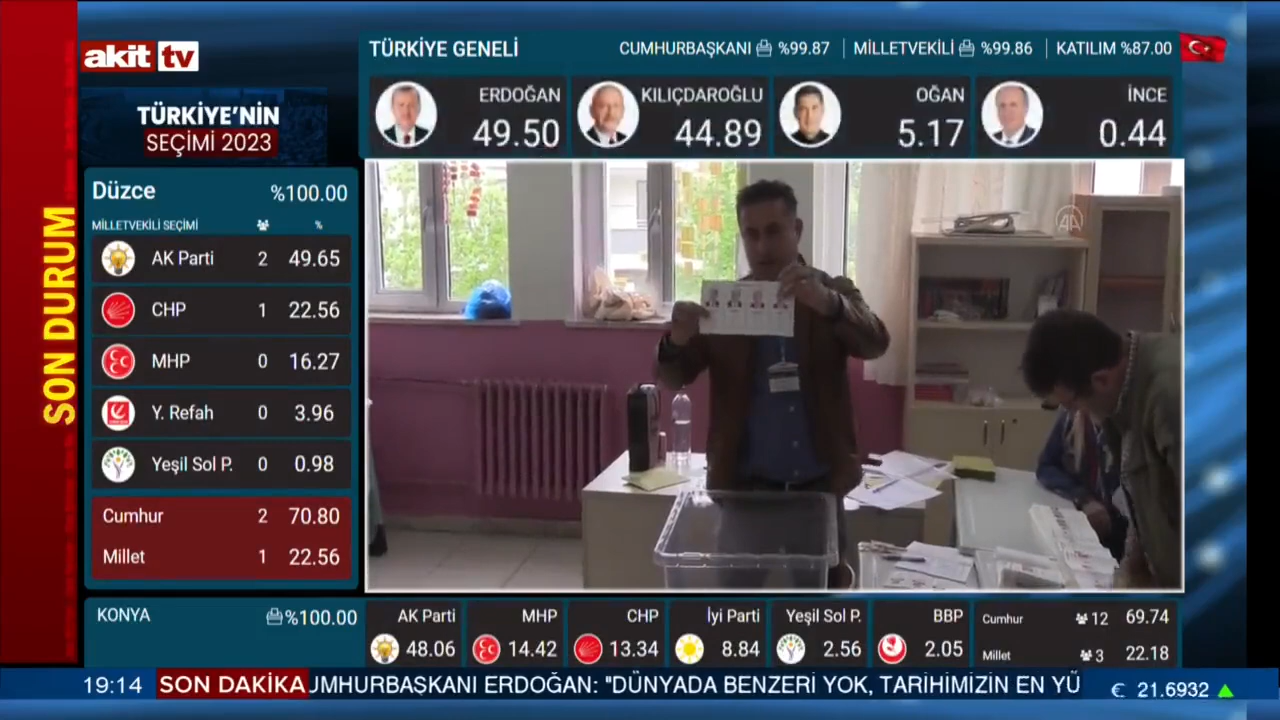 akit tv
TÜRKİYE'NİN
SEÇİMİ 2023
SON DURUM
TÜRKİYE GENELİ CUMHURBAŞKANI %99.87 MİLLETVEKİLİ %99.86 KATILIM %87.00
ERDOĞAN 49.50
KILIÇDAROĞLU 44.89
OĞAN 5.17
İNCE 0.44
Düzce %100.00
MİLLETVEKİLİ SEÇİMİ %
AK Parti 2 49.65
CHP 1 22.56
MHP 0 16.27
Y. Refah 0 3.96
Yeşil Sol P. 0 0.98
Cumhur 2 70.80
Millet 1 22.56
AA
KONYA %100.00
AK Parti 48.06
MHP 14.42
CHP 13.34
İyi Parti 8.84
Yeşil Sol P. 2.56
BBP 2.05
Cumhur 12 69.74
Millet 3 22.18
19:14 SON DAKİKA UMHURBAŞKANI ERDOĞAN: "DÜNYADA BENZERİ YOK, TARİHİMİZİN EN YÜ € 21.6932